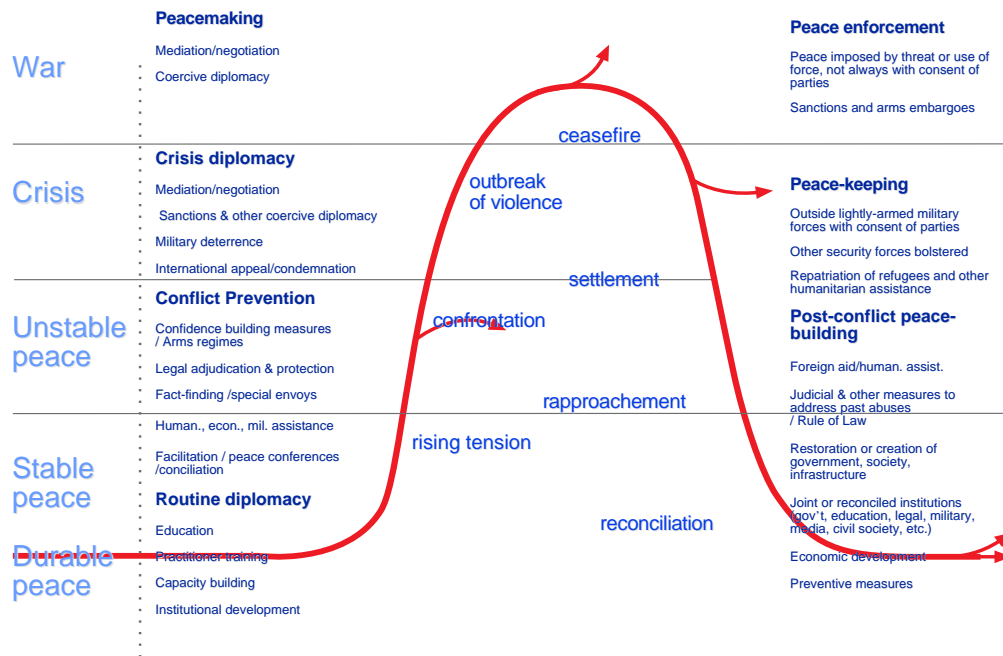 War
Crisis
Unstable
peace
Stable
peace
Durable
peace
Peacemaking
Mediation/negotiation
Coercive diplomacy
Crisis diplomacy
Mediation/negotiation
Sanctions & other coercive diplomacy
Military deterrence
International appeal/condemnation
Conflict Prevention
Confidence building measures
/ Arms regimes
Legal adjudication & protection
Fact-finding /special envoys
Human., econ., mil. assistance
Facilitation / peace conferences
/conciliation
Routine diplomacy
Education
Practitioner training
Capacity building
Institutional development
ceasefire
outbreak
of violence
settlement
confrontation
rapproachement
rising tension
reconciliation
Peace enforcement
Peace imposed by threat or use of
force, not always with consent of
parties
Sanctions and arms embargoes
Peace-keeping
Outside lightly-armed military
forces with consent of parties
Other security forces bolstered
Repatriation of refugees and other
humanitarian assistance
Post-conflict peace-
building
Foreign aid/human. assist.
Judicial & other measures to
address past abuses
/ Rule of Law
Restoration or creation of
government, society,
infrastructure
Joint or reconciled institutions
(gov't, education, legal, military,
media, civil society, etc.)
Economic development
Preventive measures